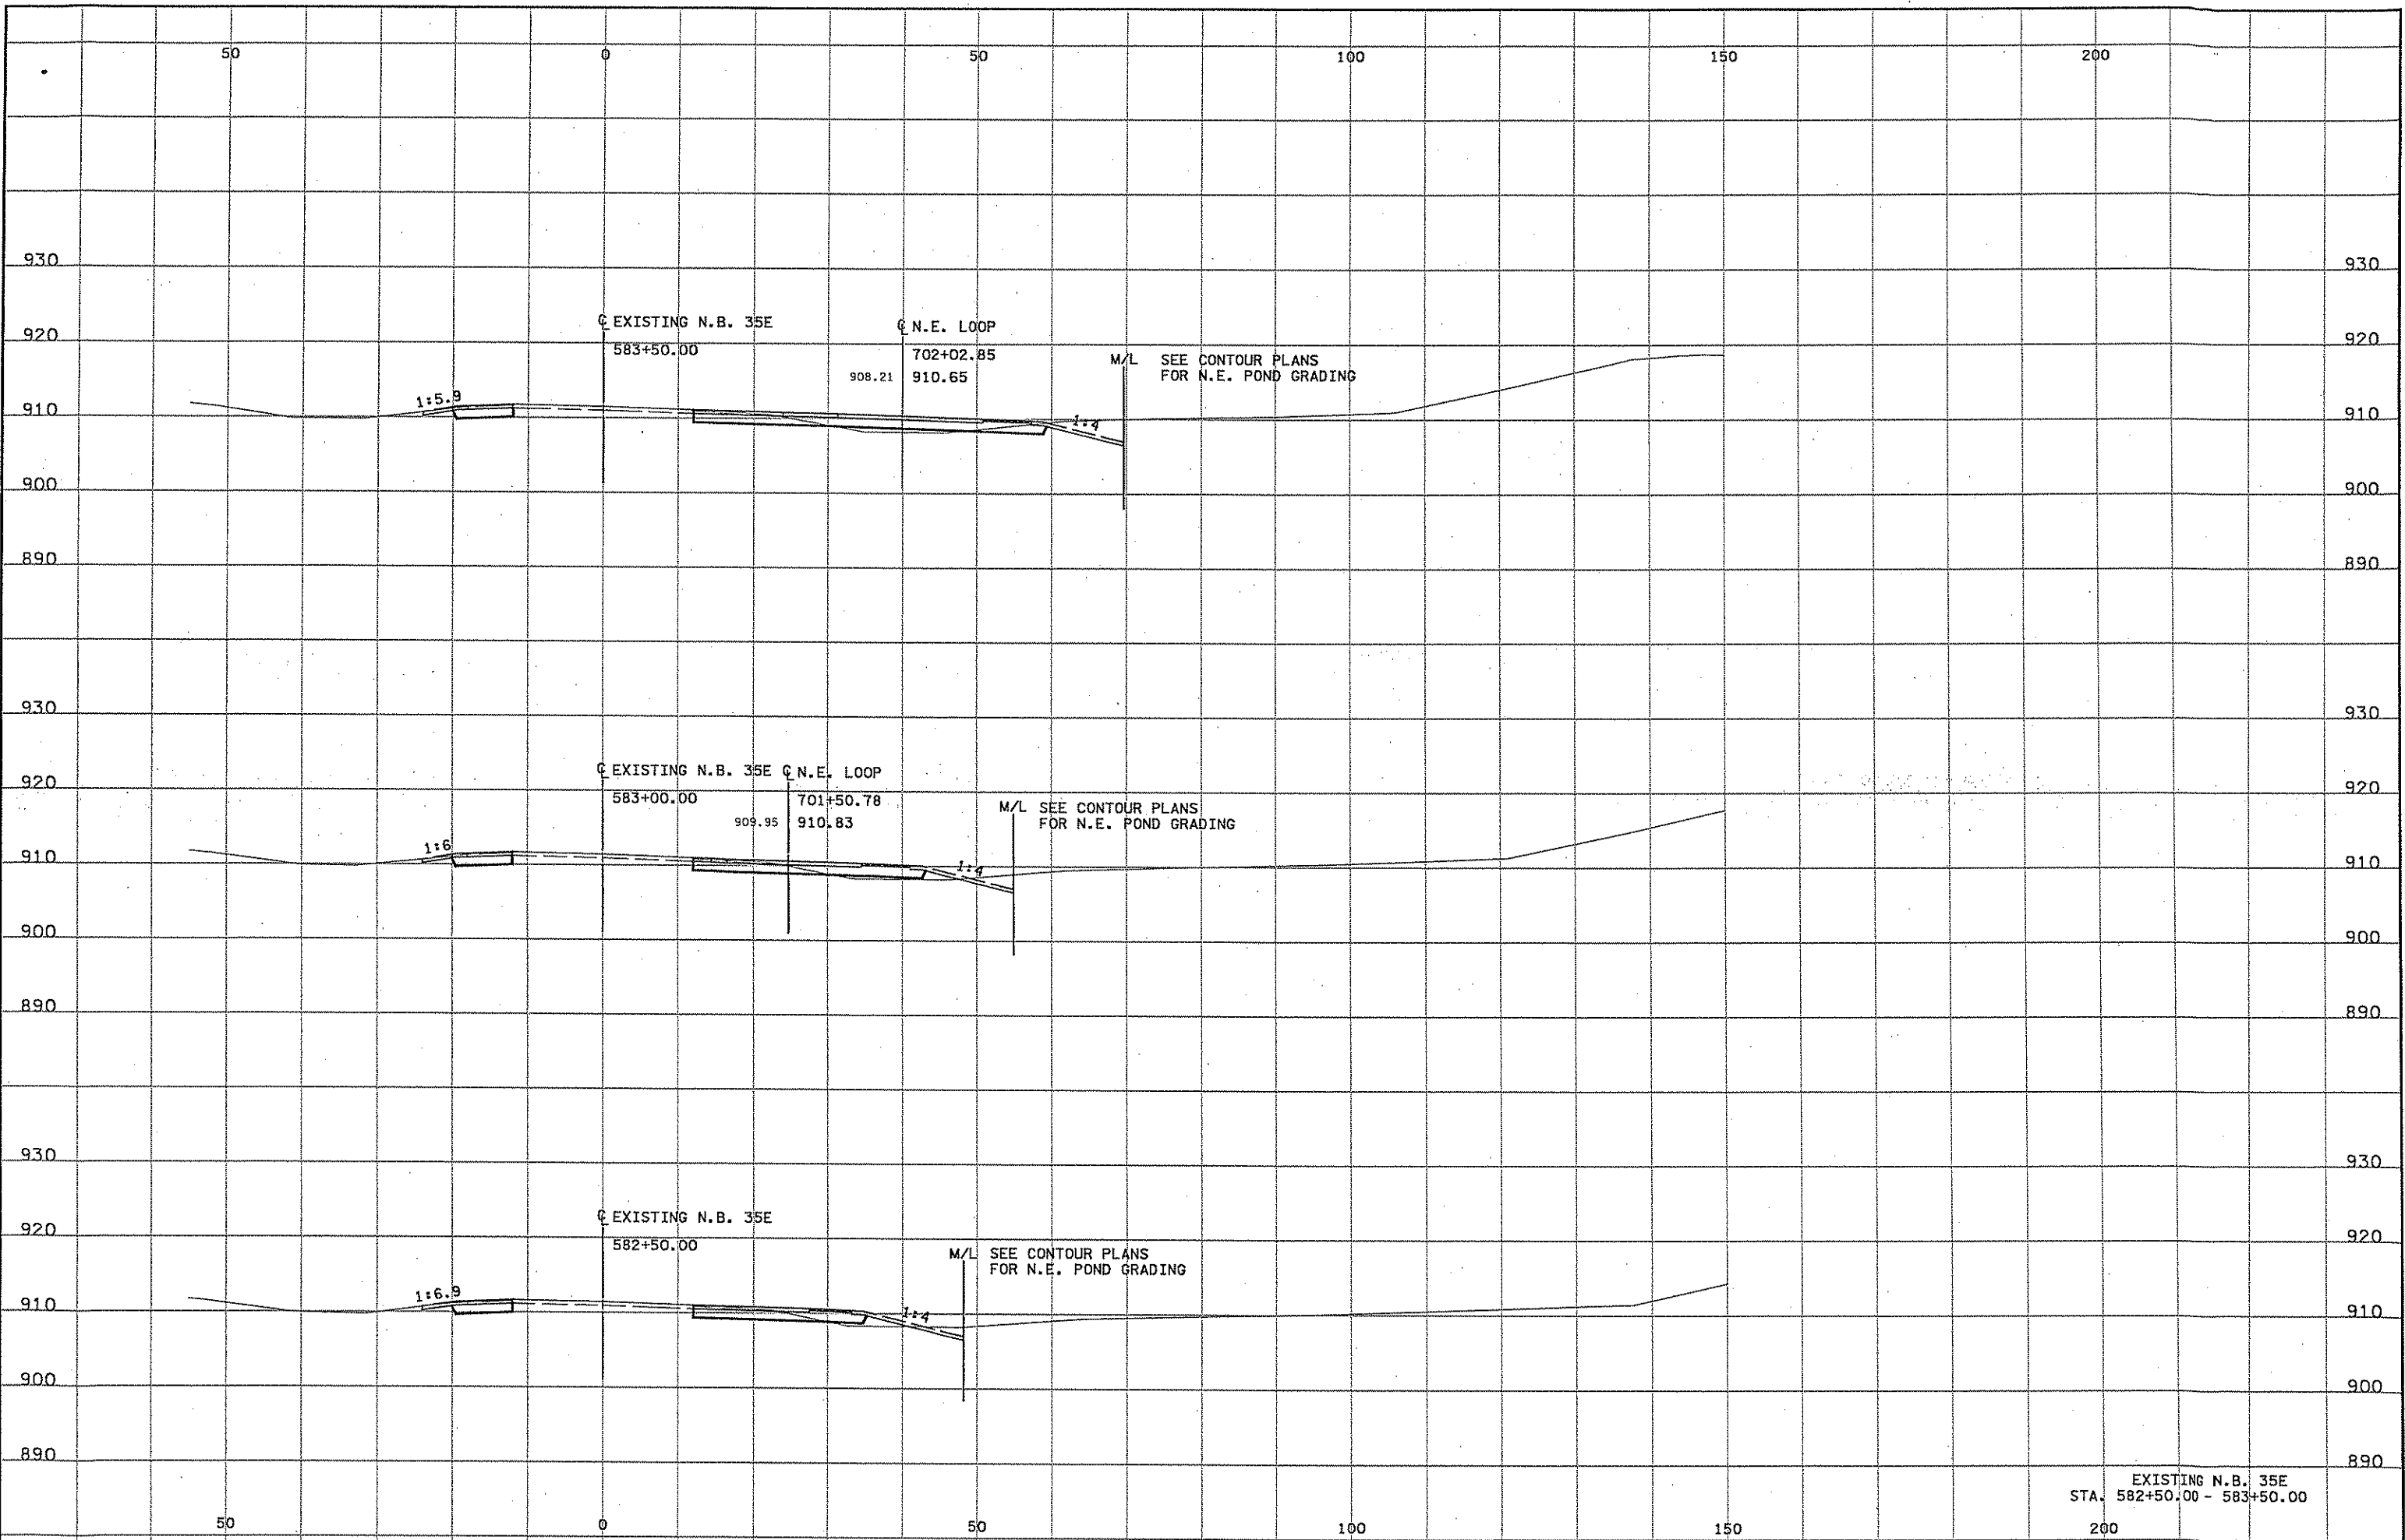 50 0 50 100 150 200
930 930
℄ EXISTING N.B. 35E ℄ N.E. LOOP
920 920
583+50.00 702+02.85
M/L SEE CONTOUR PLANS
FOR N.E. POND GRADING
908.21 910.65
1:5.9
910 910
1:4
900 900
890 890
930 930
℄ EXISTING N.B. 35E ℄ N.E. LOOP
920 920
583+00.00 701+50.78
M/L SEE CONTOUR PLANS
FOR N.E. POND GRADING
909.95 910.83
1:6
910 910
1:4
900 900
890 890
930 930
℄ EXISTING N.B. 35E
920 920
582+50.00
M/L SEE CONTOUR PLANS
FOR N.E. POND GRADING
1:6.9
910 910
1:4
900 900
890 890
EXISTING N.B. 35E
STA. 582+50.00 - 583+50.00
50 0 50 100 150 200